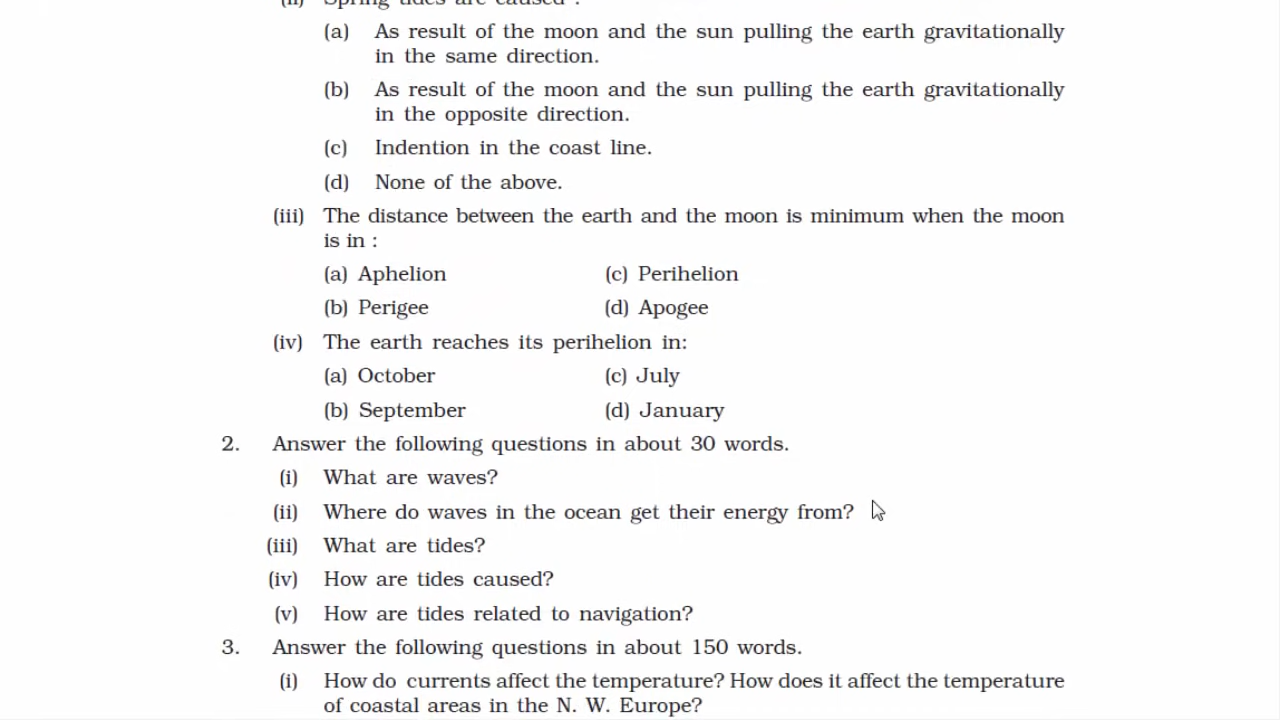 (ii) Spring tides are caused :
(a) As result of the moon and the sun pulling the earth gravitationally
in the same direction.
(b) As result of the moon and the sun pulling the earth gravitationally
in the opposite direction.
(c) Indention in the coast line.
(d) None of the above.
(iii) The distance between the earth and the moon is minimum when the moon
is in :
(a) Aphelion (c) Perihelion
(b) Perigee (d) Apogee
(iv) The earth reaches its perihelion in:
(a) October (c) July
(b) September (d) January
2. Answer the following questions in about 30 words.
(i) What are waves?
(ii) Where do waves in the ocean get their energy from?
(iii) What are tides?
(iv) How are tides caused?
(v) How are tides related to navigation?
3. Answer the following questions in about 150 words.
(i) How do currents affect the temperature? How does it affect the temperature
of coastal areas in the N. W. Europe?